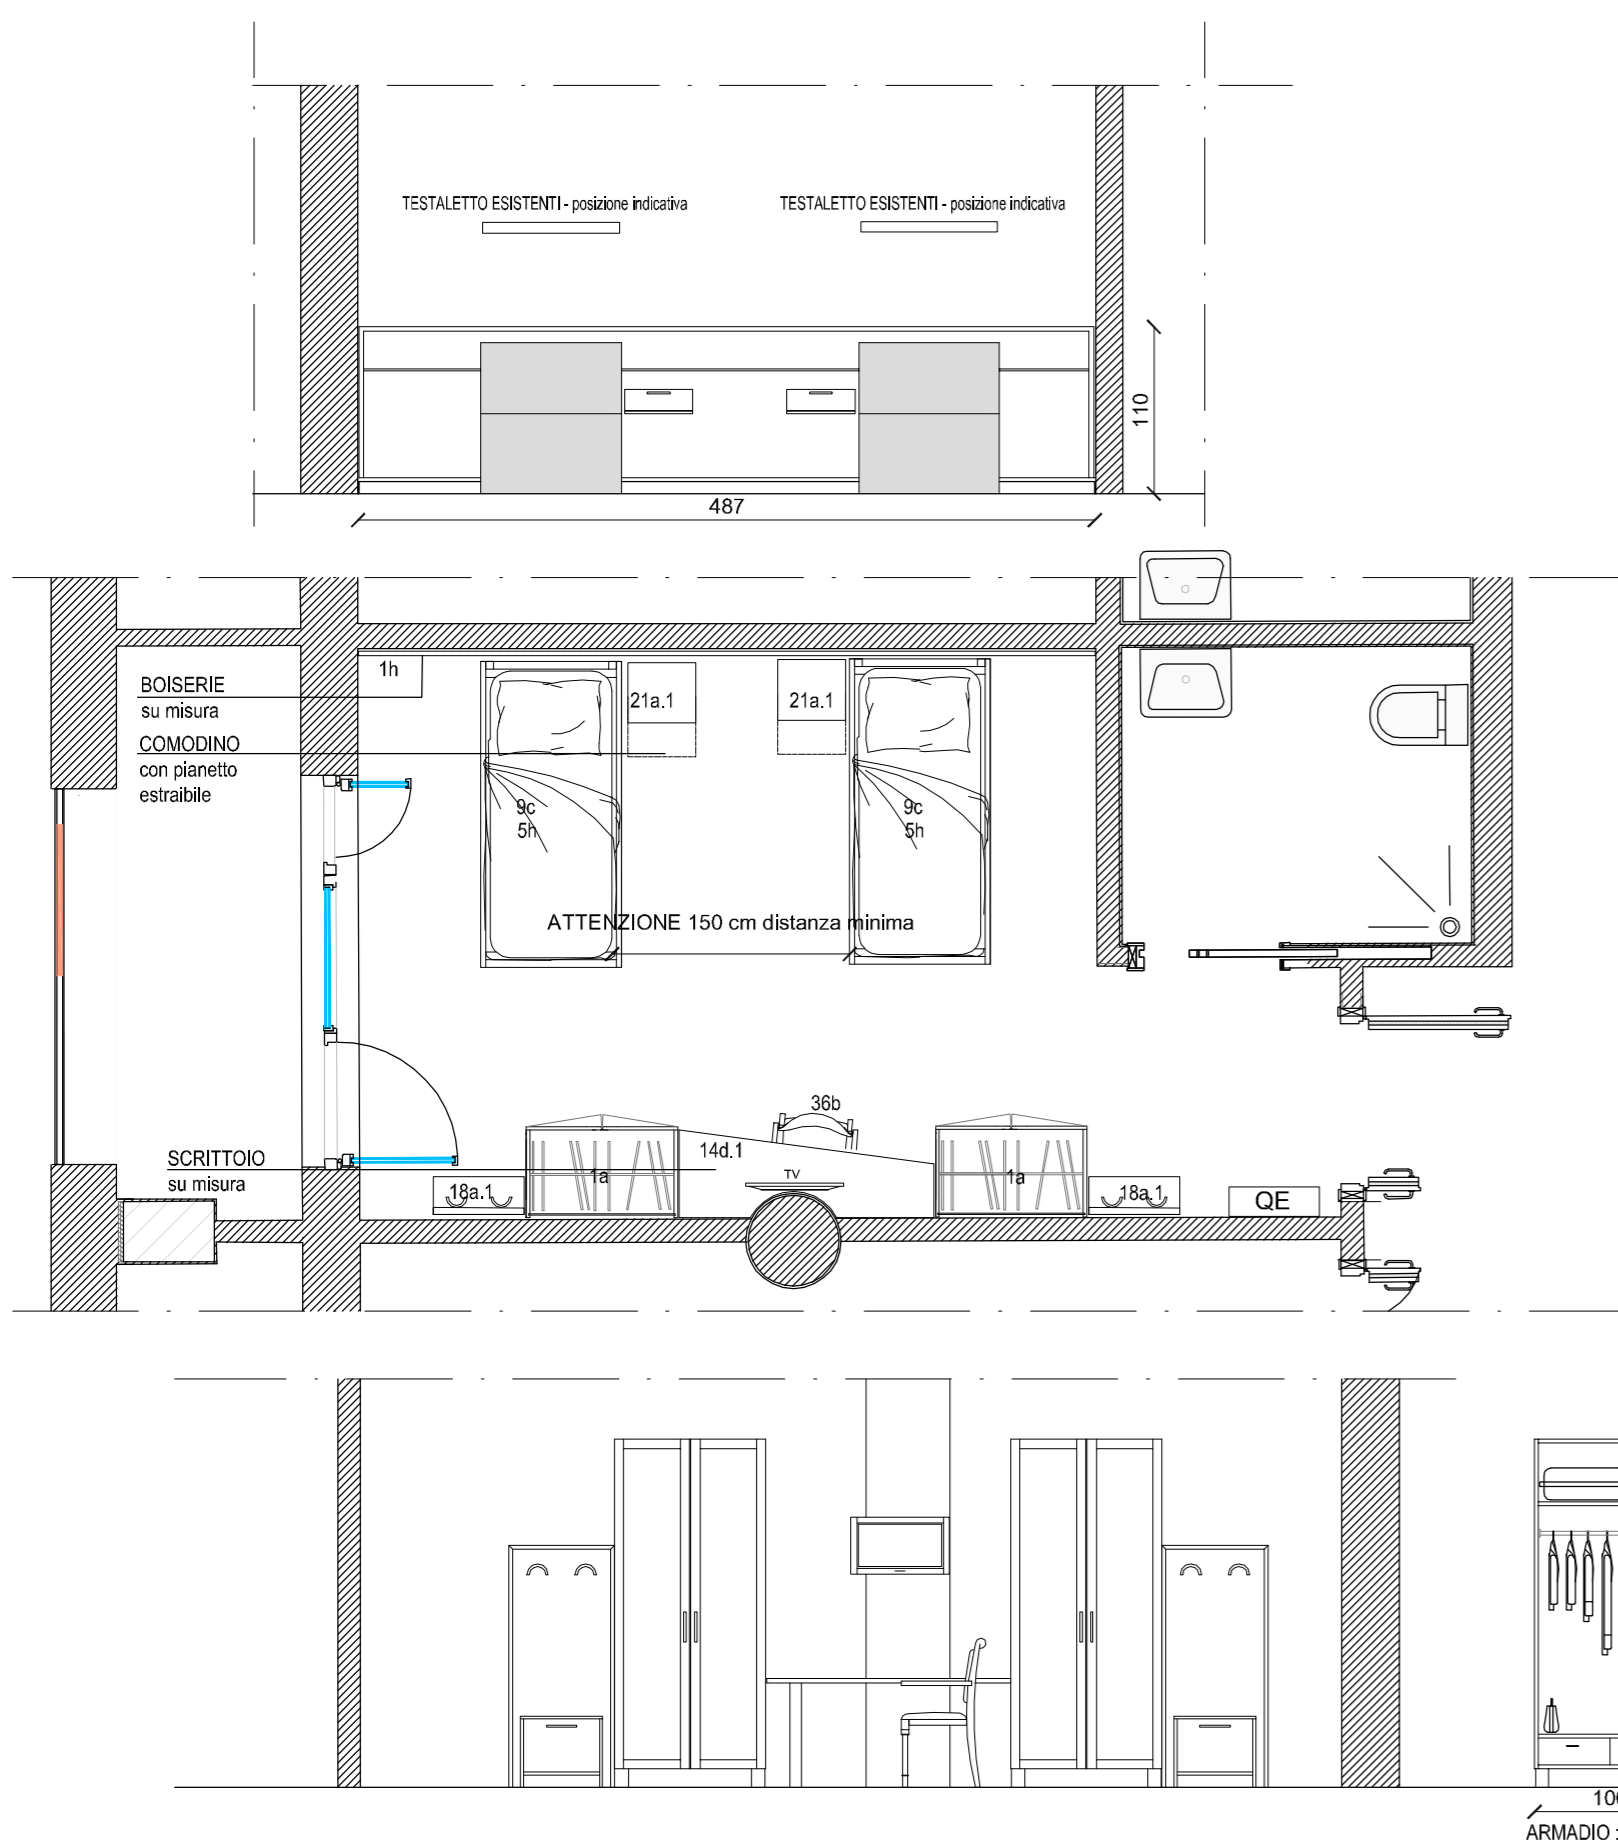 TESTALETTO ESISTENTI - posizione indicativa
TESTALETTO ESISTENTI - posizione indicativa
110
487
1h
BOISERIE
su misura
21a.1
21a.1
COMODINO
con pianetto
estraibile
9c
5h
9c
5h
ATTENZIONE 150 cm distanza minima
36b
14d.1
SCRITTOIO
su misura
TV
1a
1a
18a.1
18a.1
QE
ARMADIO